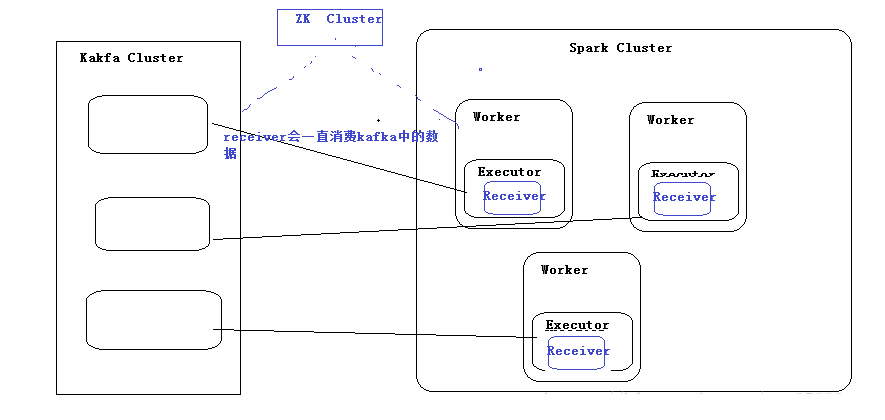 ZK Cluster
Kakfa Cluster
Spark Cluster
receiver会一直消费kafka中的数
据
Worker
Executor
Receiver
Worker
Executor
Receiver
Worker
Executor
Receiver